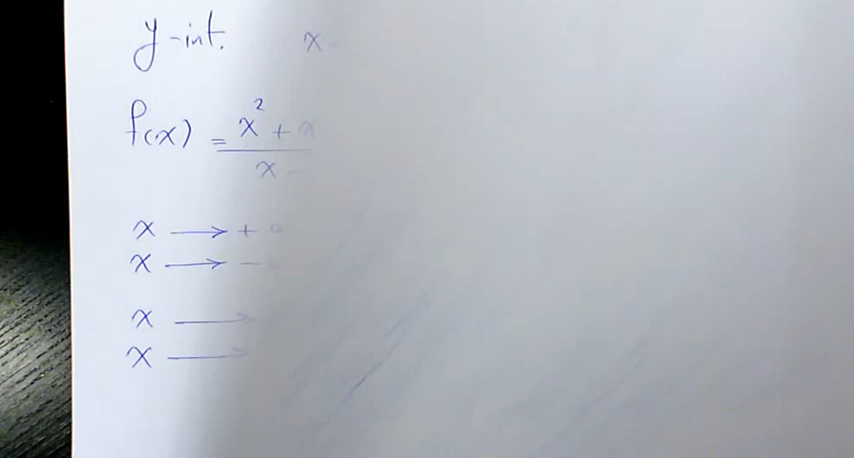 y-int. x
f(x) = x² + x
x -
x → +
x → -
x →
x →